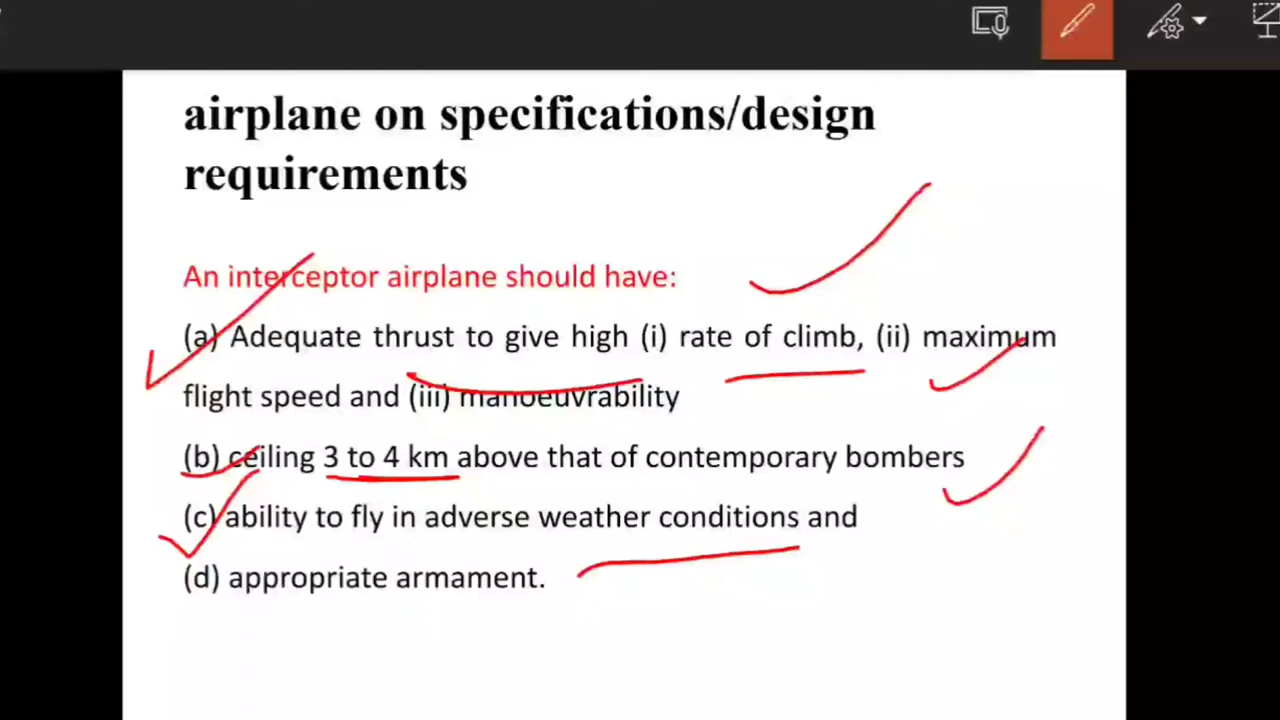 airplane on specifications/design
requirements
An interceptor airplane should have:
(a) Adequate thrust to give high (i) rate of climb, (ii) maximum
flight speed and (iii) manoeuvrability
(b) ceiling 3 to 4 km above that of contemporary bombers
(c) ability to fly in adverse weather conditions and
(d) appropriate armament.